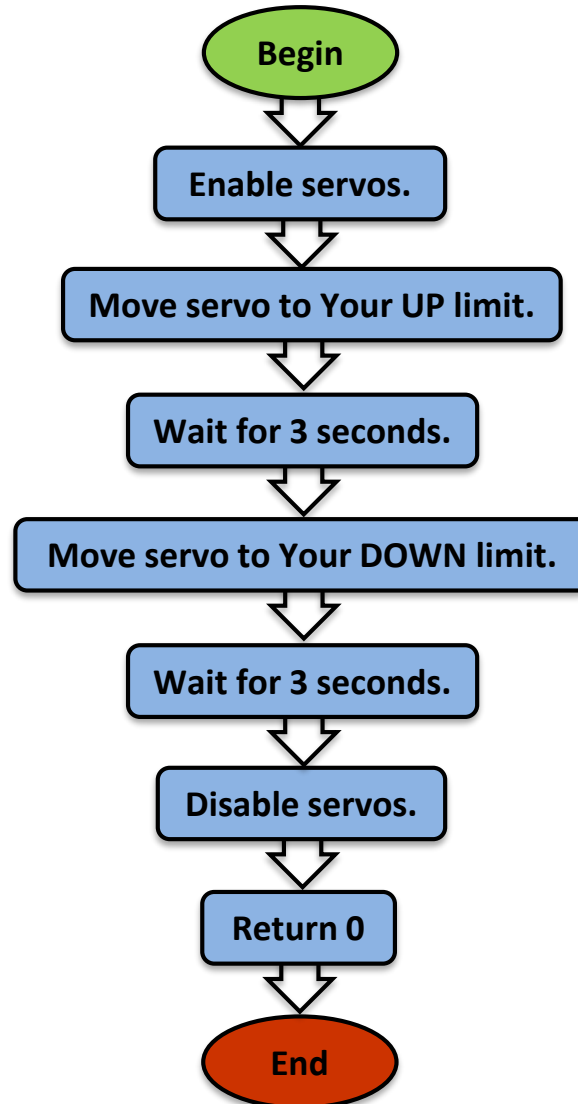 Begin
Enable servos.
Move servo to Your UP limit.
Wait for 3 seconds.
Move servo to Your DOWN limit.
Wait for 3 seconds.
Disable servos.
Return 0
End